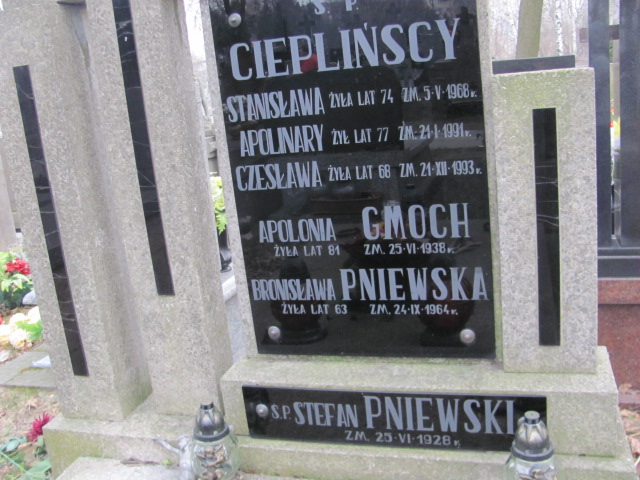 Ś. P.
CIEPLIŃSCY
STANISŁAWA ŻYŁA LAT 74 ZM. 5·V·1968 R.
APOLINARY ŻYŁ LAT 77 ZM. 21·I·1991 R.
CZESŁAWA ŻYŁA LAT 68 ZM. 21·XII·1993 R.
APOLONIA GMOCH
ŻYŁA LAT 81 ZM. 25·VI·1938 R.
BRONISŁAWA PNIEWSKA
ŻYŁA LAT 63 ZM. 24·IX·1964 R.
Ś.P. STEFAN PNIEWSKI
ZM. 25·VI·1928 R.